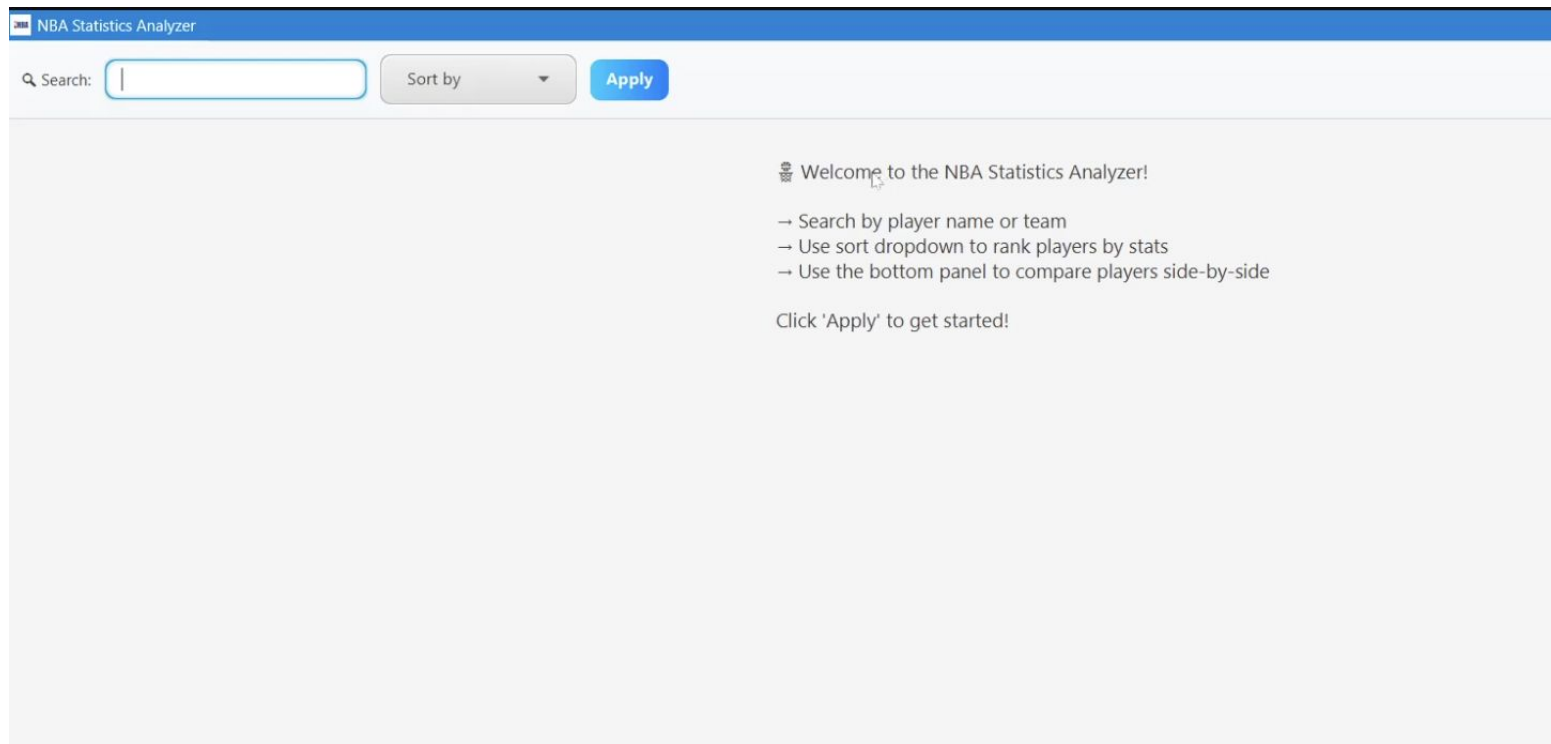 NBA Statistics Analyzer
Search:
Sort by
Apply
Welcome to the NBA Statistics Analyzer!
→ Search by player name or team
→ Use sort dropdown to rank players by stats
→ Use the bottom panel to compare players side-by-side
Click 'Apply' to get started!